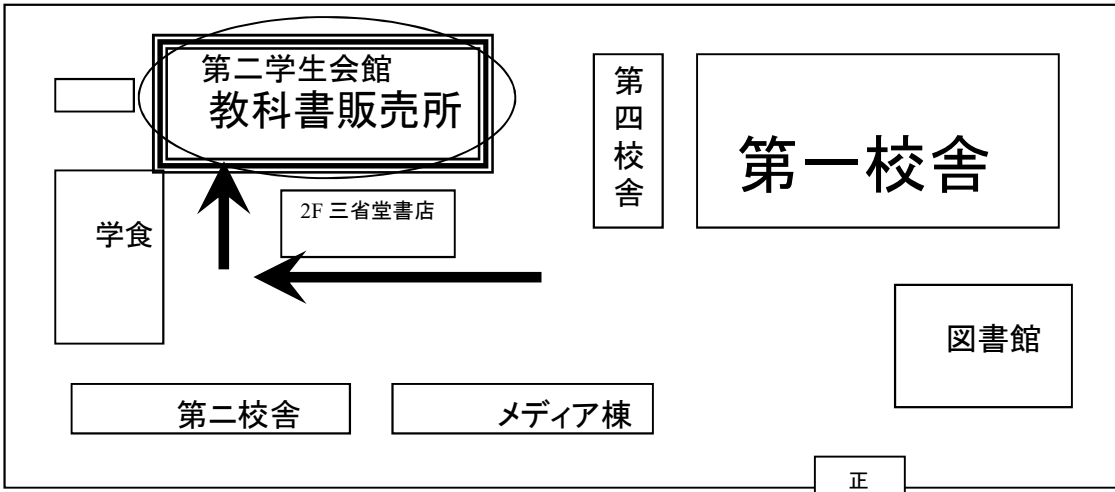 第二学生会館
教科書販売所
第四校舎
第一校舎
2F 三省堂書店
学食
図書館
第二校舎
メディア棟
正